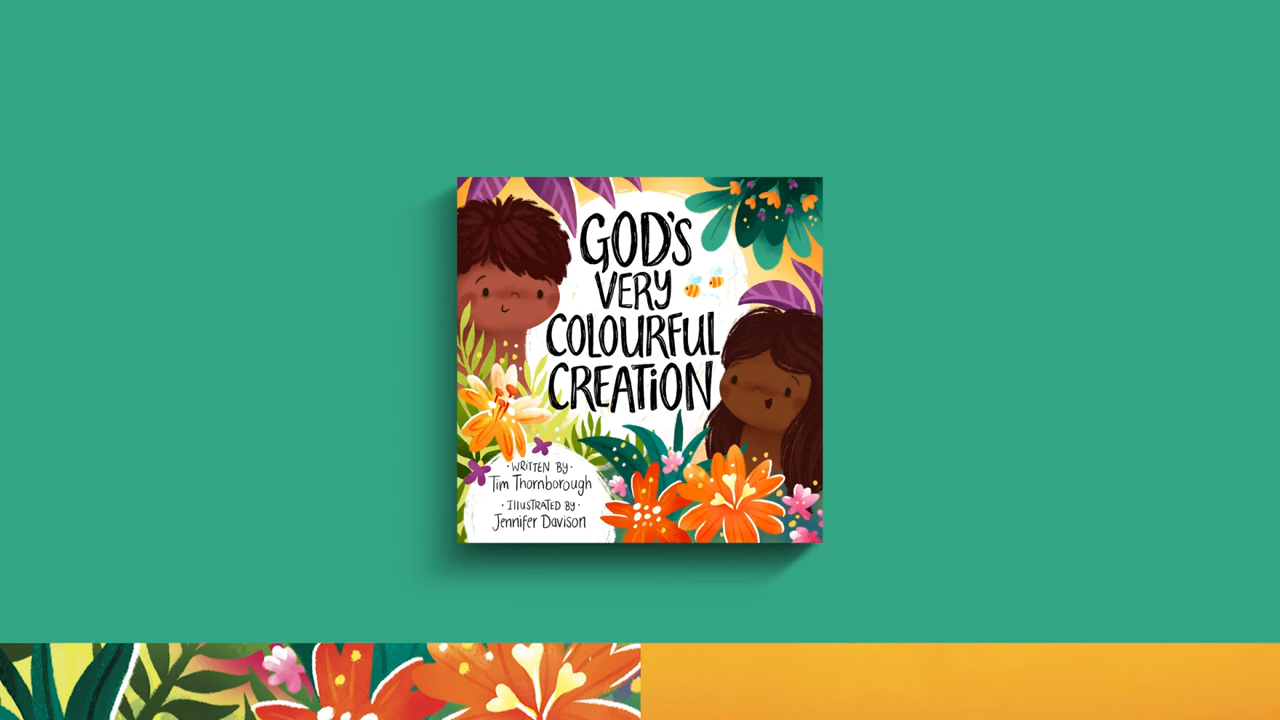 GOD'S
VERY
COLOURFUL
CREATION
· WRITTEN BY ·
Tim Thornborough
· ILLUSTRATED BY ·
Jennifer Davison